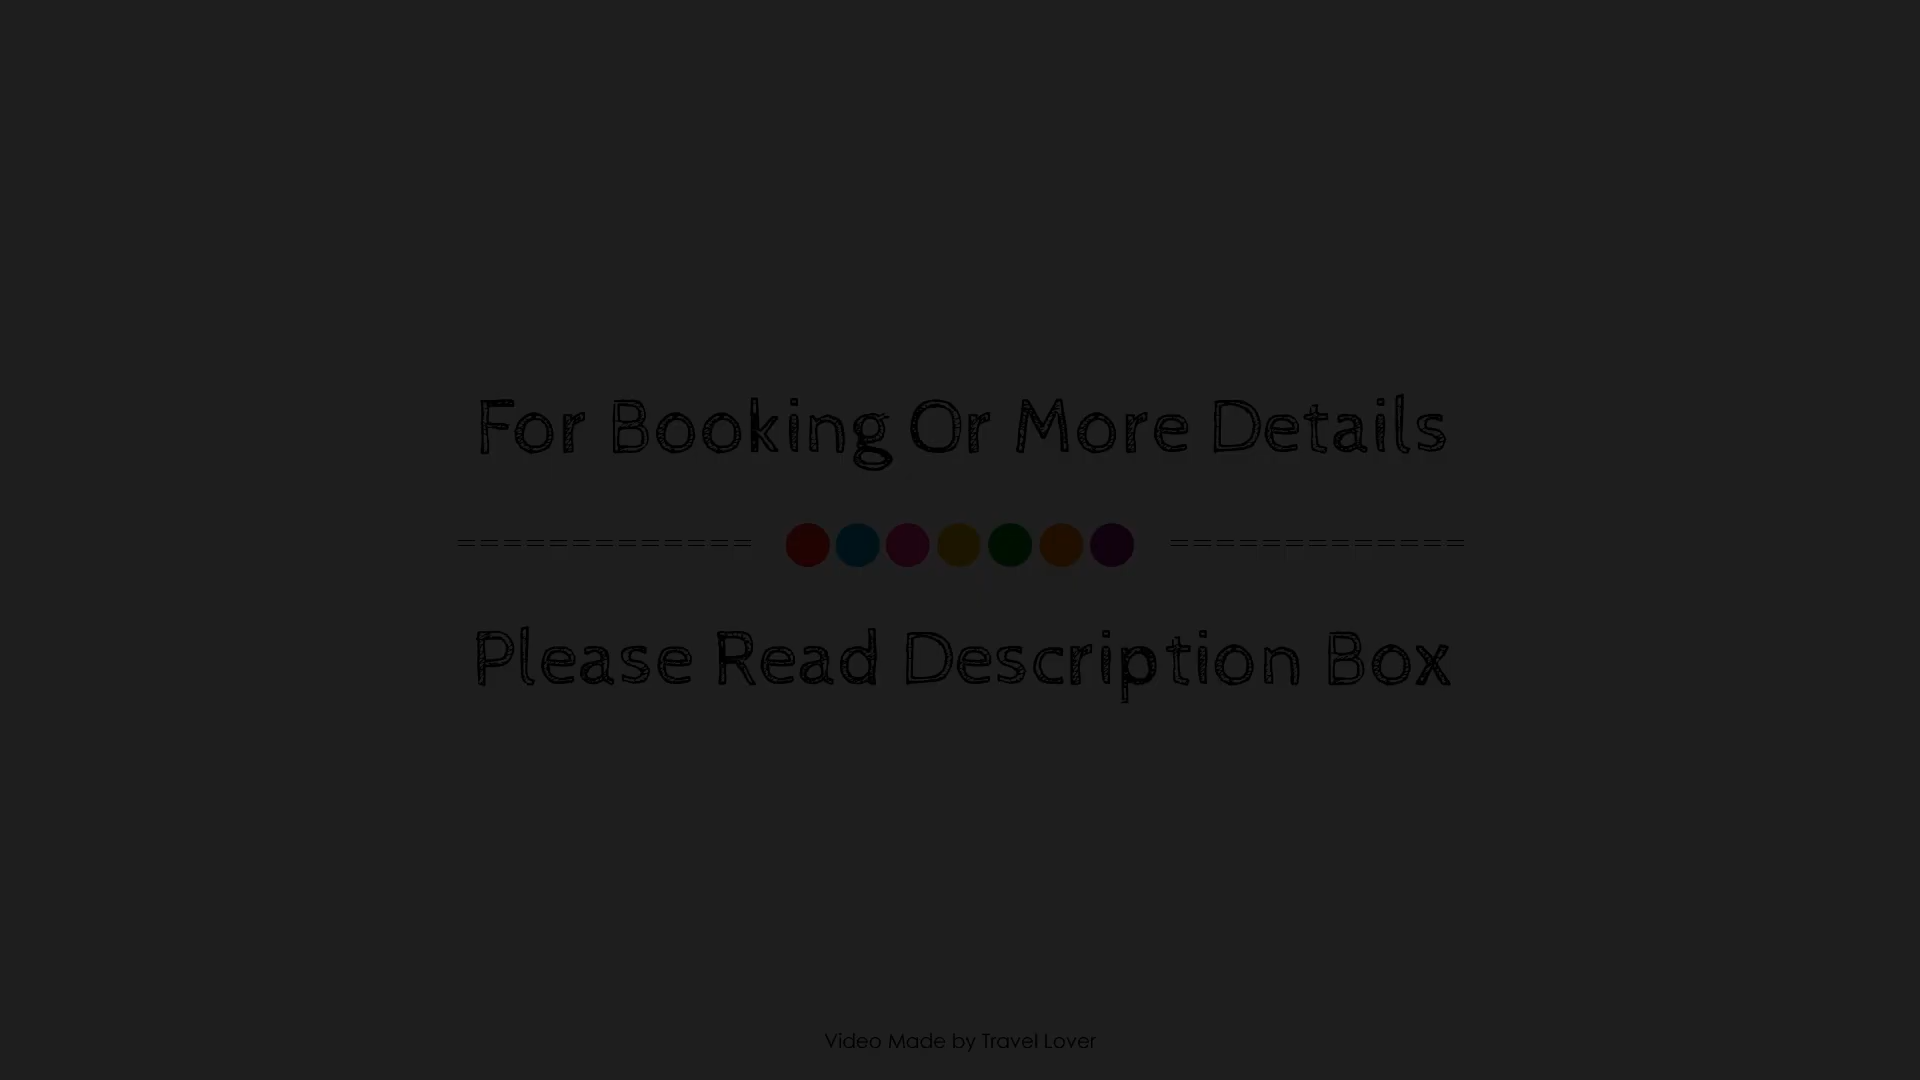 For Booking Or More Details
============= =============
Please Read Description Box
Video Made by Travel Lover